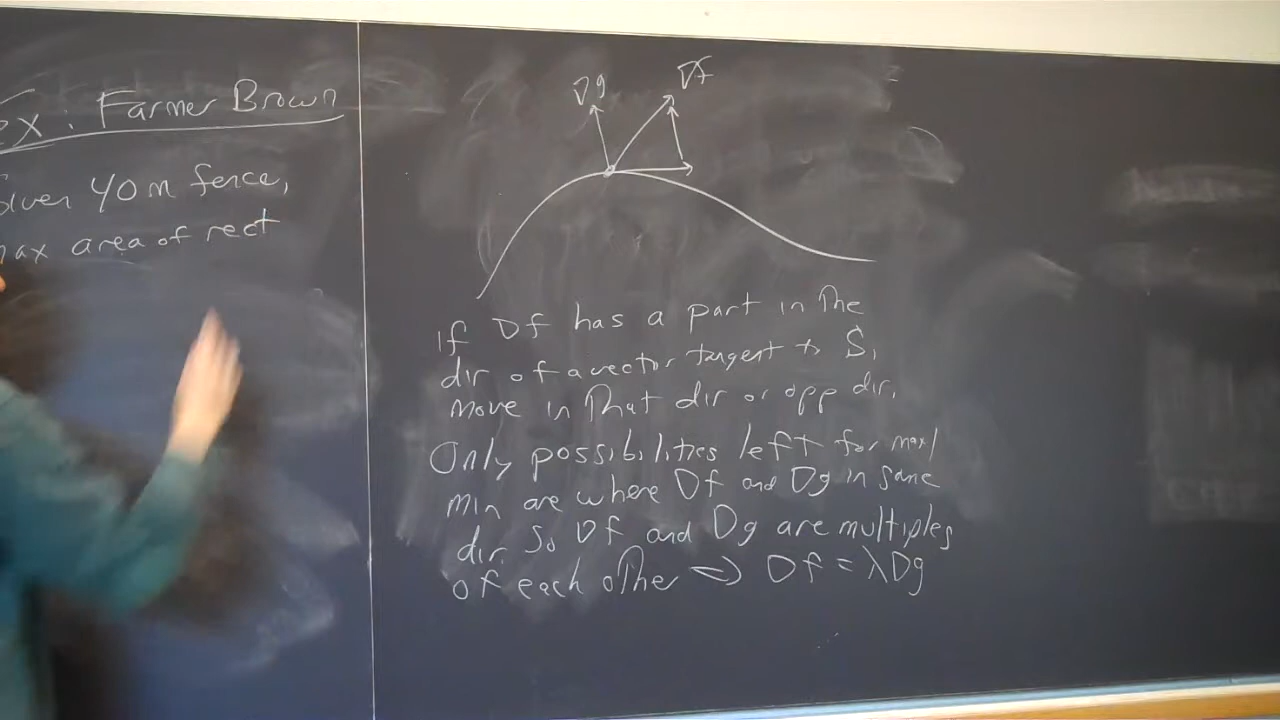 Ex: Farmer Brown
Given 40 m fence,
max area of rect
∇g
∇f
If ∇f has a part in the
dir of a vector tangent to S,
move in that dir or opp dir.
Only possibilities left for max/
min are where ∇f and ∇g in same
dir. So ∇f and ∇g are multiples
of each other => ∇f = λ∇g